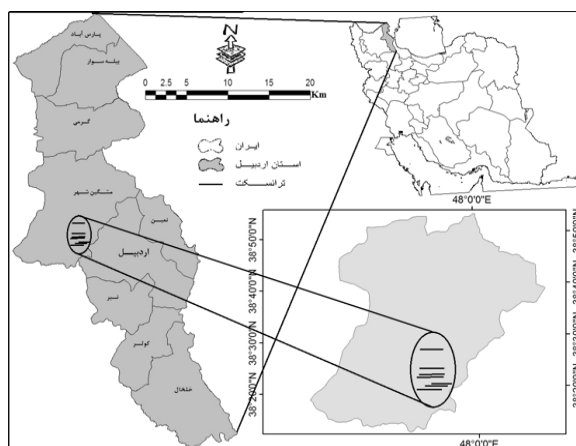 پارس آباد
بیله سوار
گرمی
مشگین شهر
نمین
اردبیل
نیر
کوثر
خلخال
N
0 2.5 5 10 15 20
Km
راهنما
ایران
استان اردبیل
ترانسکت
48°0'0"E
38°50'0"N
38°40'0"N
38°30'0"N
38°20'0"N
48°0'0"E